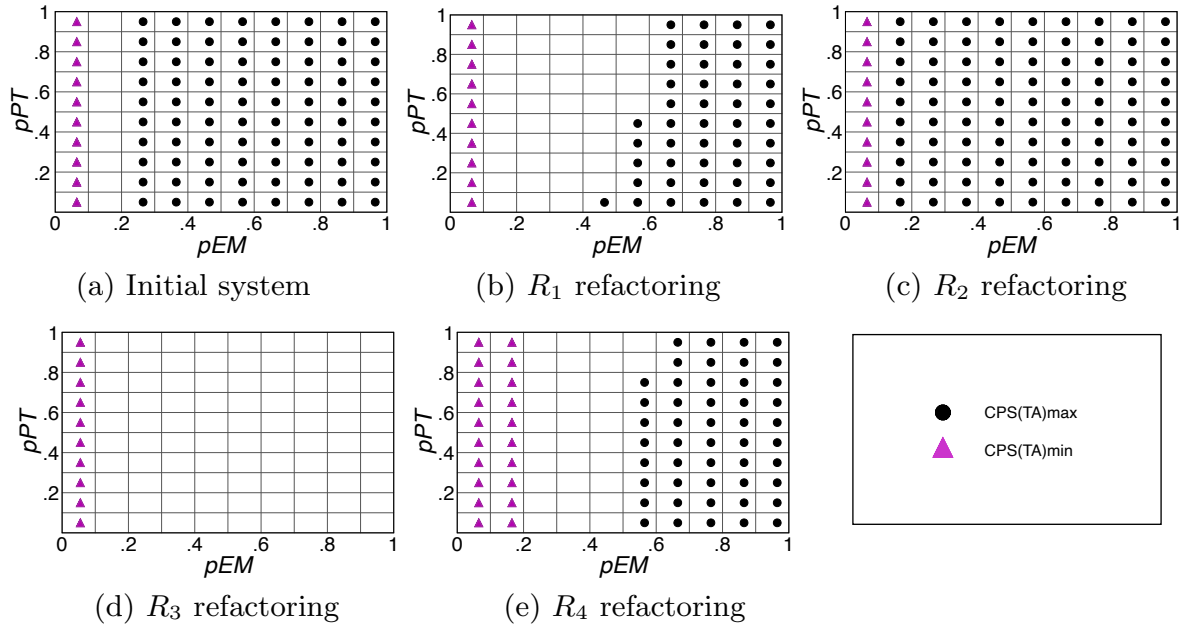 1
.8
.6
pPT
.4
.2
0 .2 .4 .6 .8 1
pEM
(a) Initial system
1
.8
.6
pPT
.4
.2
0 .2 .4 .6 .8 1
pEM
(b) R1 refactoring
1
.8
.6
pPT
.4
.2
0 .2 .4 .6 .8 1
pEM
(c) R2 refactoring
1
.8
.6
pPT
.4
.2
0 .2 .4 .6 .8 1
pEM
(d) R3 refactoring
1
.8
.6
pPT
.4
.2
0 .2 .4 .6 .8 1
pEM
(e) R4 refactoring
CPS(TA)max
CPS(TA)min